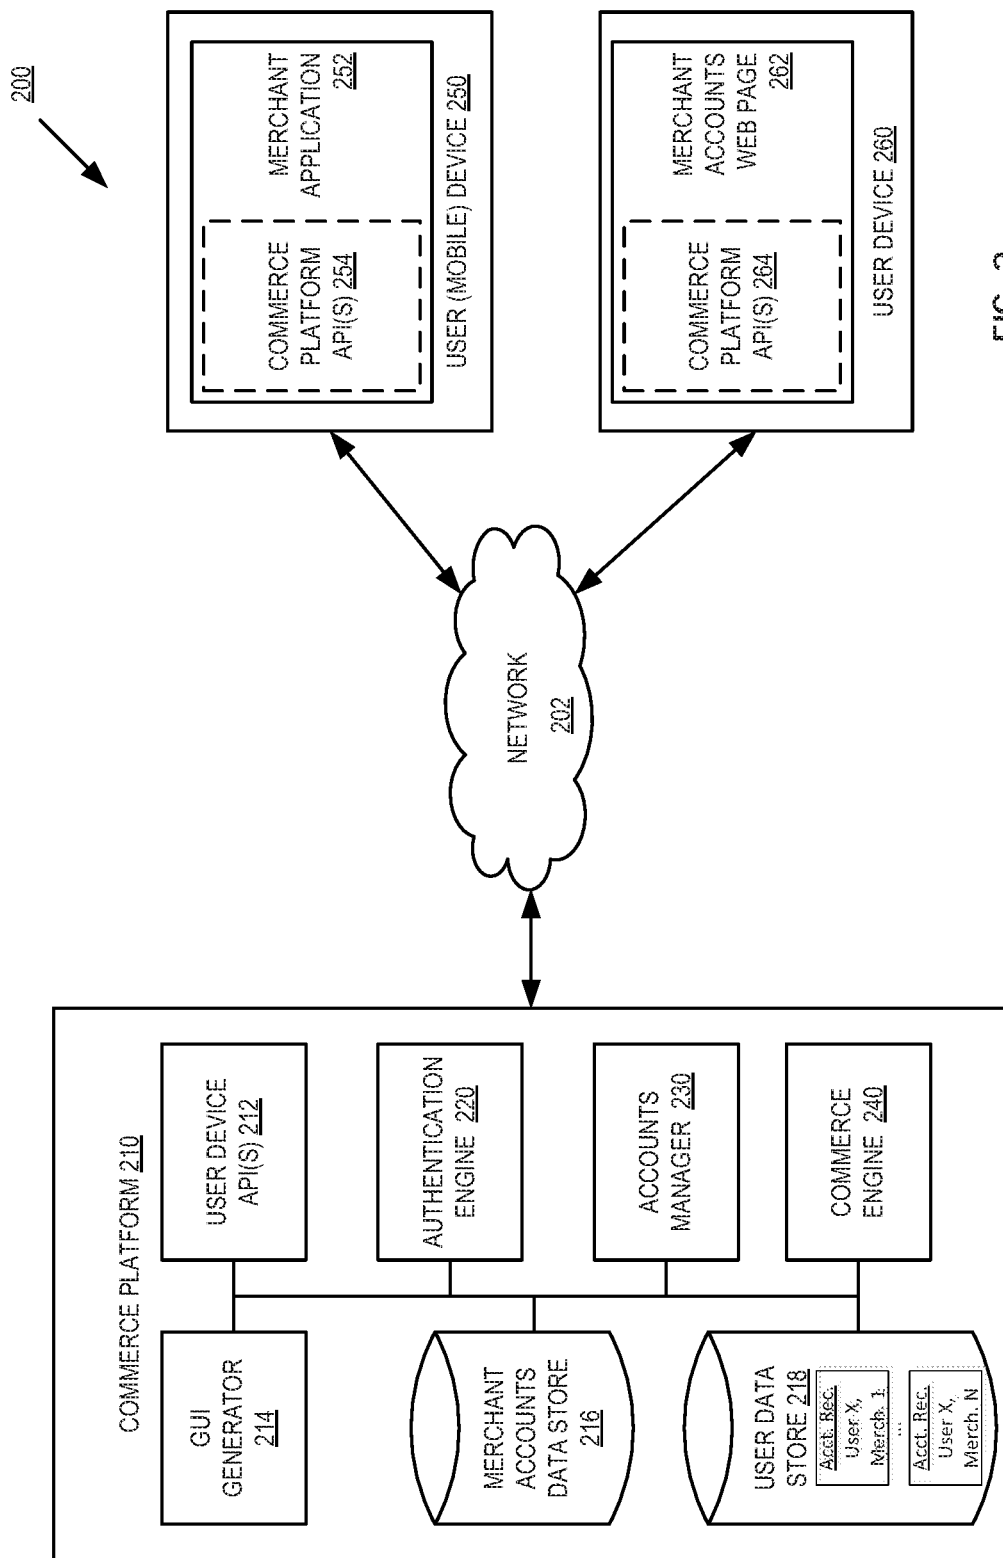 200
COMMERCE PLATFORM 210
GUI
GENERATOR
214
USER DEVICE
API(S) 212
MERCHANT
ACCOUNTS
DATA STORE
216
AUTHENTICATION
ENGINE 220
ACCOUNTS
MANAGER 230
USER DATA
STORE 218
Acct. Rec.
User X,
Merch. 1
...
Acct. Rec.
User X,
Merch. N
COMMERCE
ENGINE 240
NETWORK
202
COMMERCE
PLATFORM
API(S) 254
MERCHANT
APPLICATION
252
USER (MOBILE) DEVICE 250
COMMERCE
PLATFORM
API(S) 264
MERCHANT
ACCOUNTS
WEB PAGE
262
USER DEVICE 260